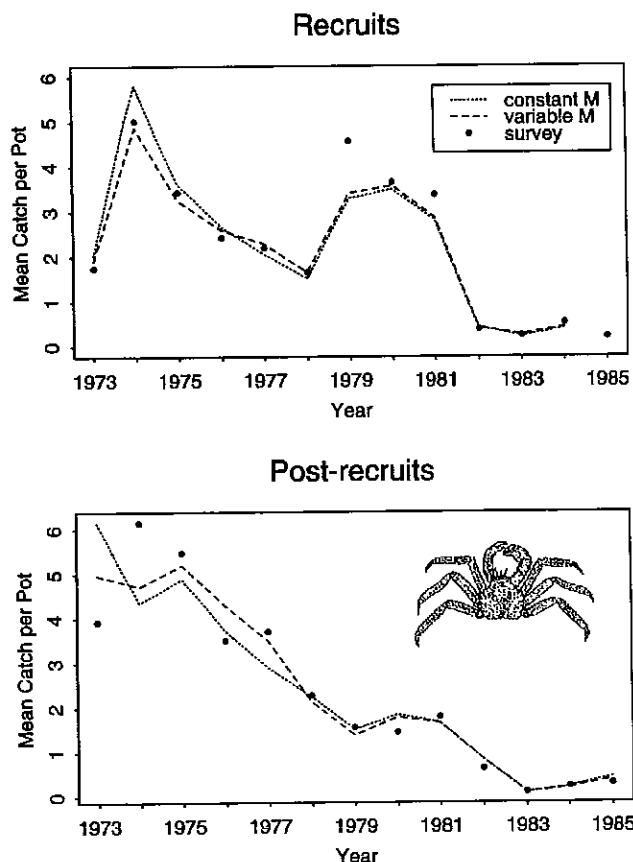 Recruits
Mean Catch per Pot
6
5
4
3
2
1
0
constant M
variable M
survey
1973 1975 1977 1979 1981 1983 1985
Year
Post-recruits
Mean Catch per Pot
6
5
4
3
2
1
0
1973 1975 1977 1979 1981 1983 1985
Year